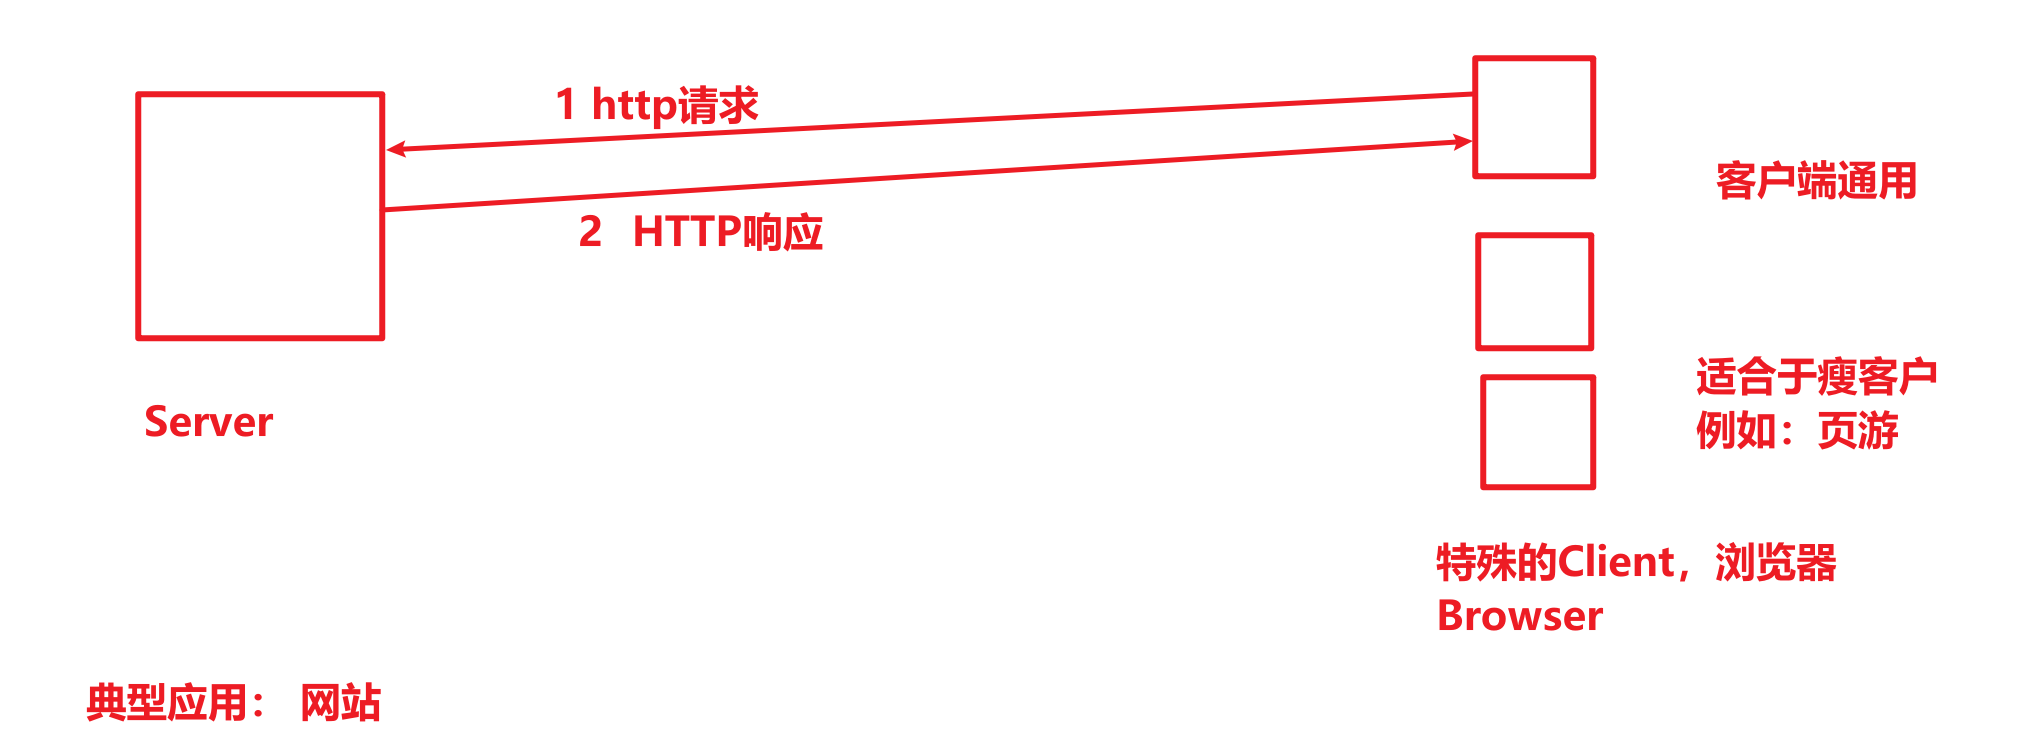 1 http请求
客户端通用
2 HTTP响应
适合于瘦客户
例如：页游
Server
特殊的Client，浏览器
Browser
典型应用： 网站